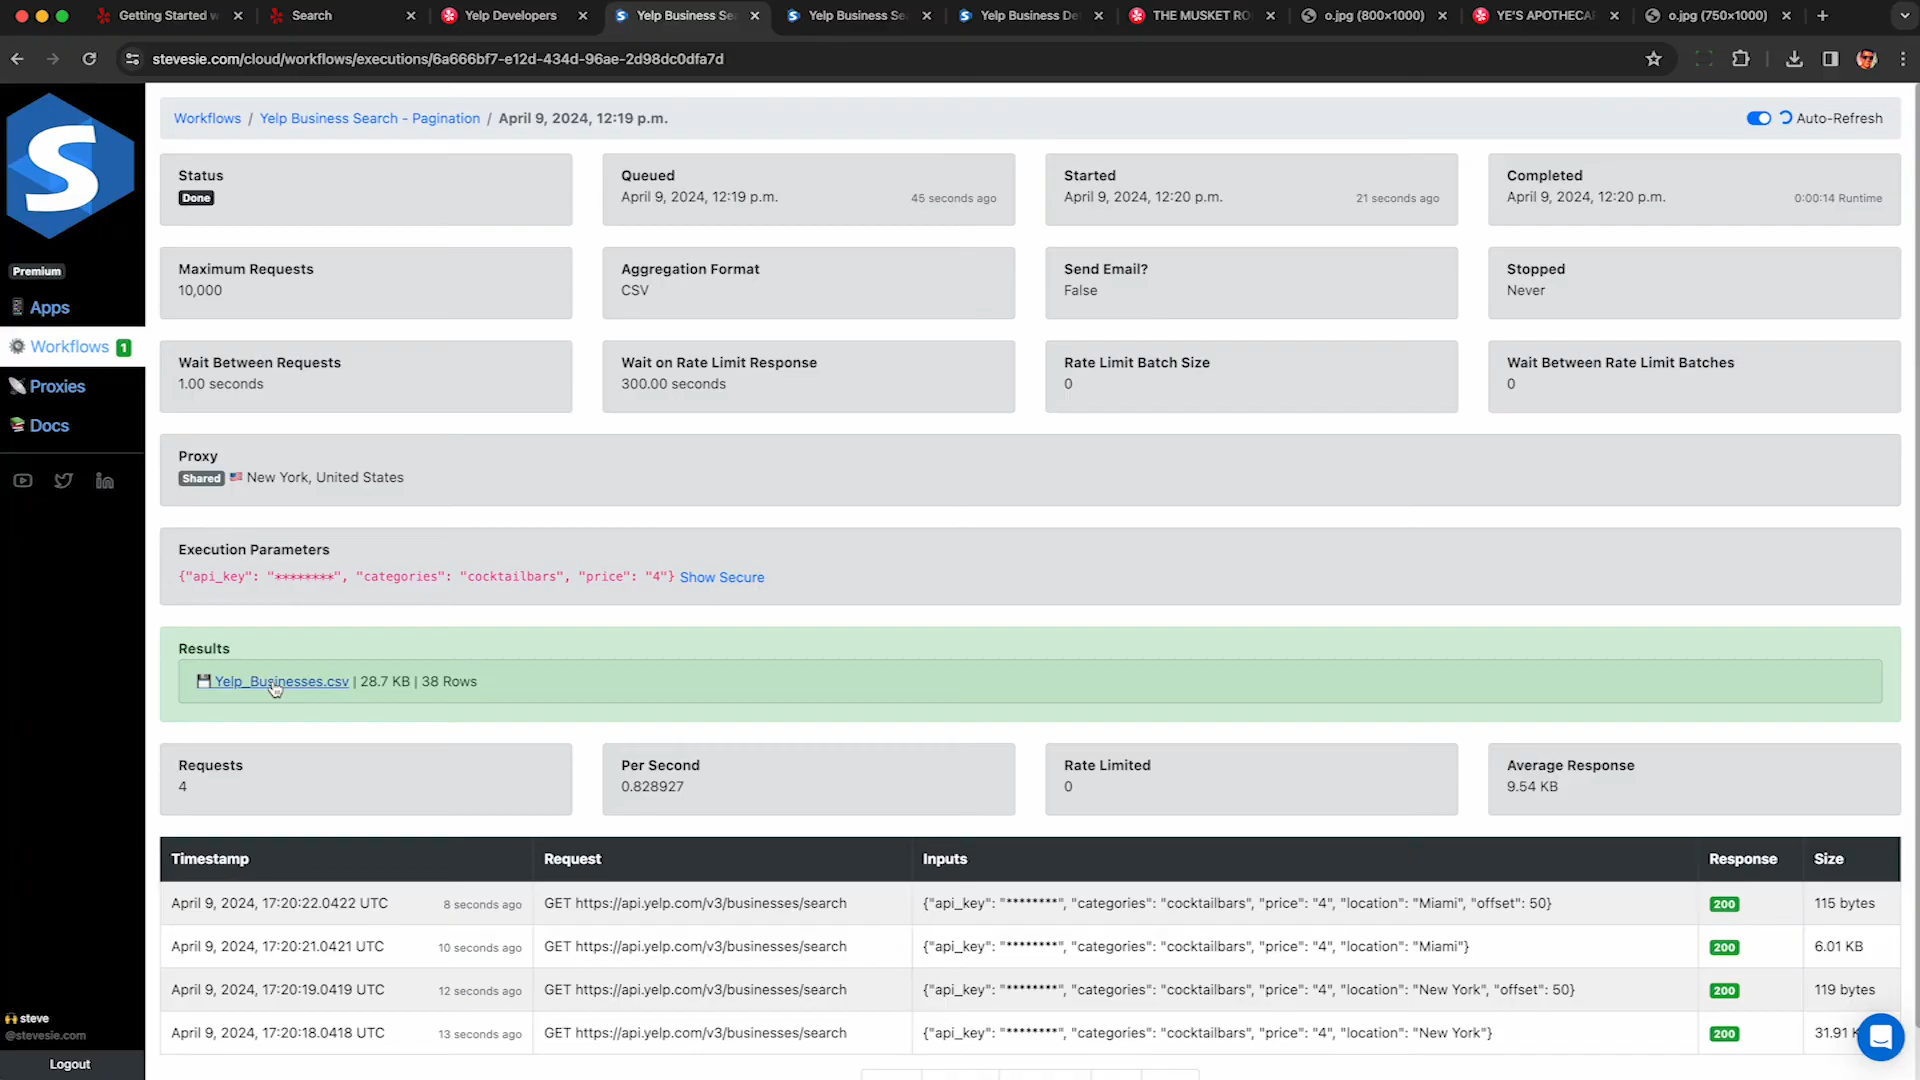 Getting Started w
Search
Yelp Developers
Yelp Business Se
Yelp Business Se
Yelp Business De
THE MUSKET RO
o.jpg (800×1000)
YE'S APOTHECA
o.jpg (750×1000)
stevesie.com/cloud/workflows/executions/6a666bf7-e12d-434d-96ae-2d98dc0dfa7d
S
Premium
Apps
Workflows 1
Proxies
Docs
steve
@stevesie.com
Logout
Workflows / Yelp Business Search - Pagination / April 9, 2024, 12:19 p.m.
Auto-Refresh
Status
Done
Queued
April 9, 2024, 12:19 p.m. 45 seconds ago
Started
April 9, 2024, 12:20 p.m. 21 seconds ago
Completed
April 9, 2024, 12:20 p.m. 0:00:14 Runtime
Maximum Requests
10,000
Aggregation Format
CSV
Send Email?
False
Stopped
Never
Wait Between Requests
1.00 seconds
Wait on Rate Limit Response
300.00 seconds
Rate Limit Batch Size
0
Wait Between Rate Limit Batches
0
Proxy
Shared New York, United States
Execution Parameters
{"api_key": "********", "categories": "cocktailbars", "price": "4"} Show Secure
Results
Yelp_Businesses.csv | 28.7 KB | 38 Rows
Requests
4
Per Second
0.828927
Rate Limited
0
Average Response
9.54 KB
Timestamp Request Inputs Response Size
April 9, 2024, 17:20:22.0422 UTC 8 seconds ago GET https://api.yelp.com/v3/businesses/search {"api_key": "********", "categories": "cocktailbars", "price": "4", "location": "Miami", "offset": 50} 200 115 bytes
April 9, 2024, 17:20:21.0421 UTC 10 seconds ago GET https://api.yelp.com/v3/businesses/search {"api_key": "********", "categories": "cocktailbars", "price": "4", "location": "Miami"} 200 6.01 KB
April 9, 2024, 17:20:19.0419 UTC 12 seconds ago GET https://api.yelp.com/v3/businesses/search {"api_key": "********", "categories": "cocktailbars", "price": "4", "location": "New York", "offset": 50} 200 119 bytes
April 9, 2024, 17:20:18.0418 UTC 13 seconds ago GET https://api.yelp.com/v3/businesses/search {"api_key": "********", "categories": "cocktailbars", "price": "4", "location": "New York"} 200 31.91